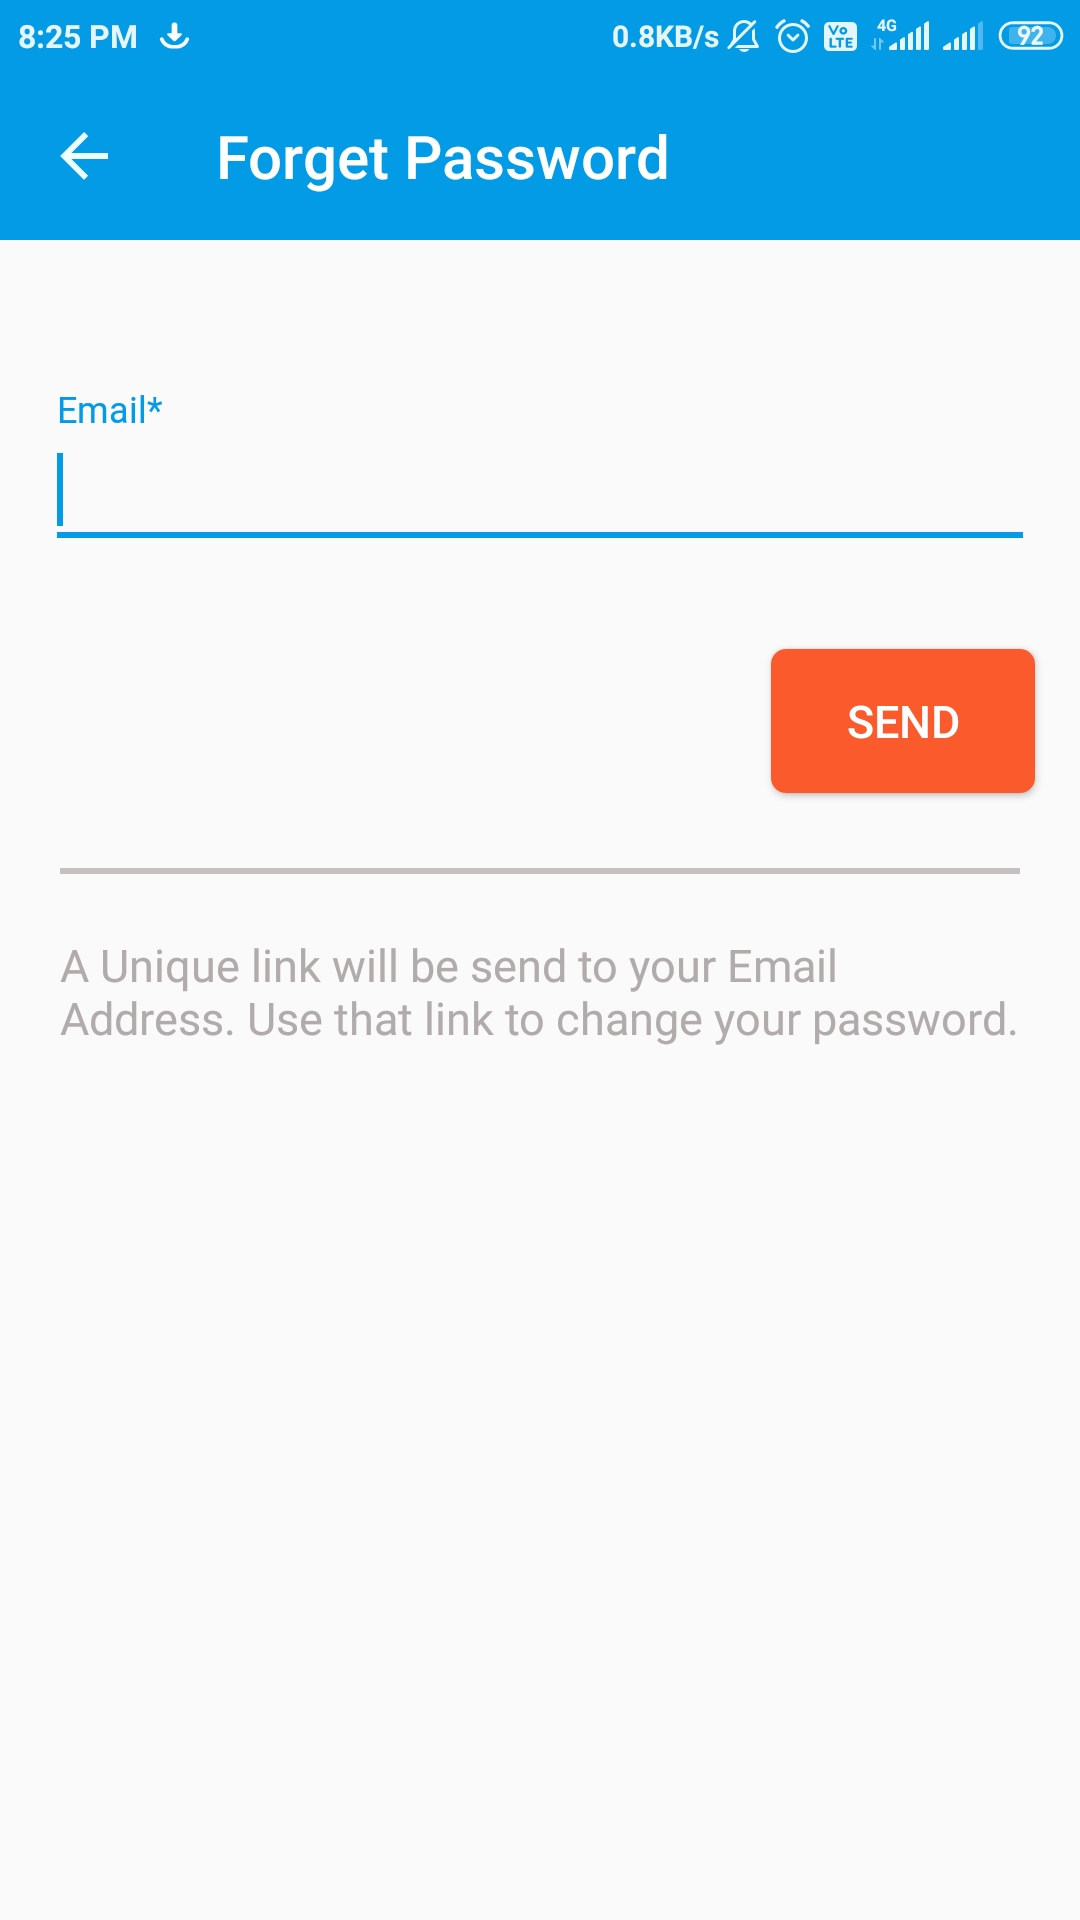 8:25 PM 0.8KB/s Vo LTE 4G 92
Forget Password
Email*
SEND
A Unique link will be send to your Email
Address. Use that link to change your password.